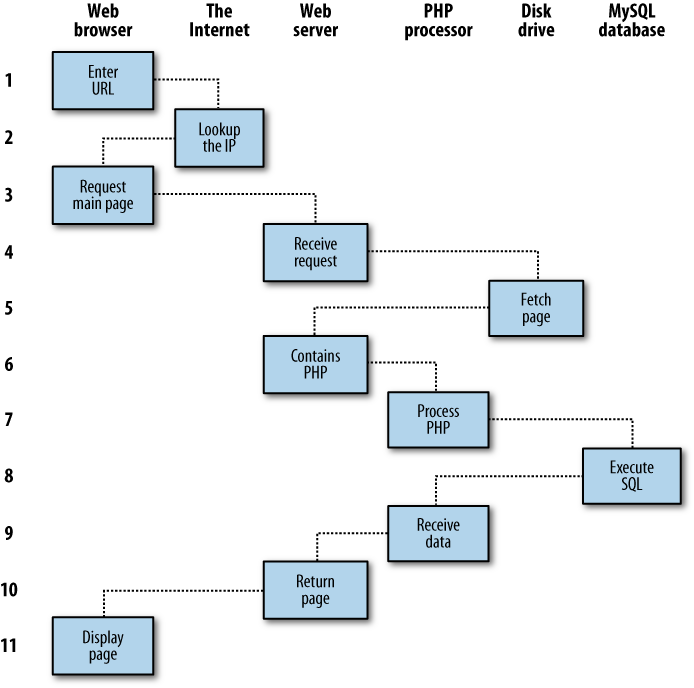 Web browser
The Internet
Web server
PHP processor
Disk drive
MySQL database
1
Enter
URL
2
Lookup
the IP
3
Request
main page
4
Receive
request
5
Fetch
page
6
Contains
PHP
7
Process
PHP
8
Execute
SQL
9
Receive
data
10
Return
page
11
Display
page